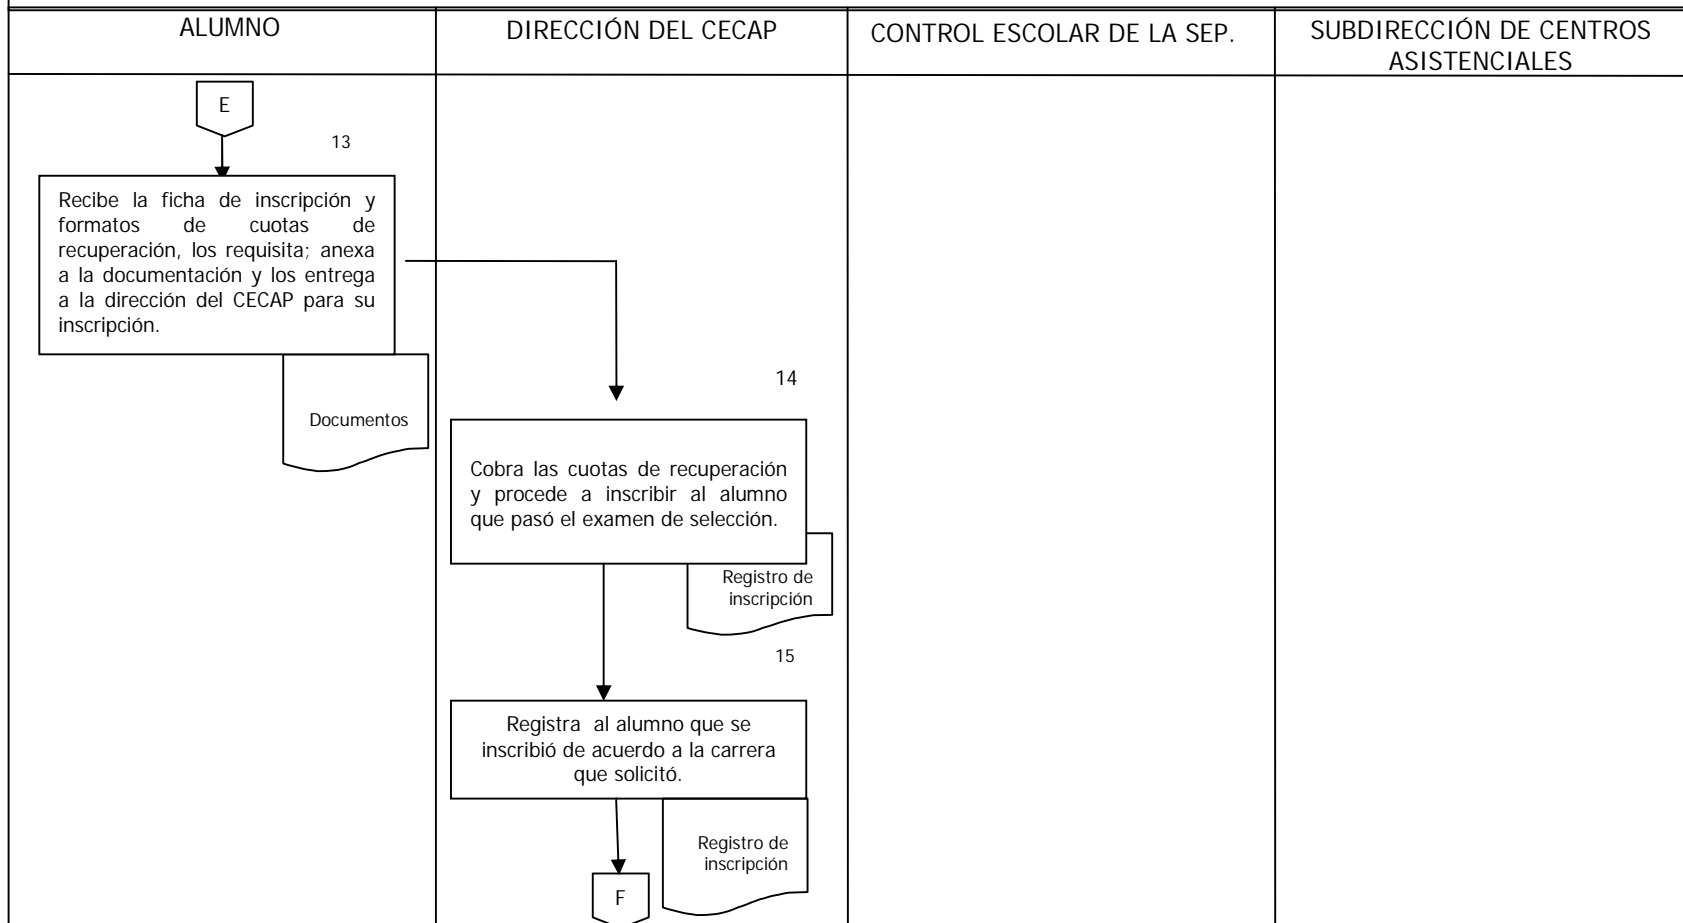 ALUMNO
DIRECCIÓN DEL CECAP
CONTROL ESCOLAR DE LA SEP.
SUBDIRECCIÓN DE CENTROS
ASISTENCIALES
E
13
Recibe la ficha de inscripción y
formatos de cuotas de
recuperación, los requisita; anexa
a la documentación y los entrega
a la dirección del CECAP para su
inscripción.
Documentos
14
Cobra las cuotas de recuperación
y procede a inscribir al alumno
que pasó el examen de selección.
Registro de
inscripción
15
Registra al alumno que se
inscribió de acuerdo a la carrera
que solicitó.
Registro de
inscripción
F